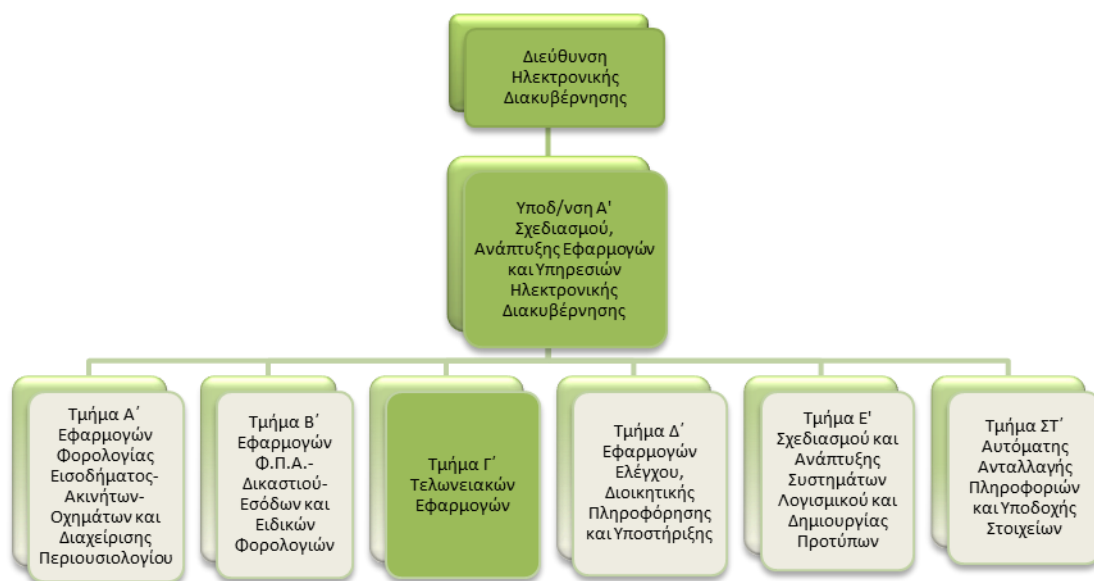 Διεύθυνση
Ηλεκτρονικής
Διακυβέρνησης
Υποδ/νση Α'
Σχεδιασμού,
Ανάπτυξης Εφαρμογών
και Υπηρεσιών
Ηλεκτρονικής
Διακυβέρνησης
Τμήμα Α΄
Εφαρμογών
Φορολογίας
Εισοδήματος-
Ακινήτων-
Οχημάτων και
Διαχείρισης
Περιουσιολογίου
Τμήμα Β΄
Εφαρμογών
Φ.Π.Α.-
Δικαστιού-
Εσόδων και
Ειδικών
Φορολογιών
Τμήμα Γ΄
Τελωνειακών
Εφαρμογών
Τμήμα Δ΄
Εφαρμογών
Ελέγχου,
Διοικητικής
Πληροφόρησης
και Υποστήριξης
Τμήμα Ε'
Σχεδιασμού και
Ανάπτυξης
Συστημάτων
Λογισμικού και
Δημιουργίας
Προτύπων
Τμήμα ΣΤ΄
Αυτόματης
Ανταλλαγής
Πληροφοριών
και Υποδοχής
Στοιχείων